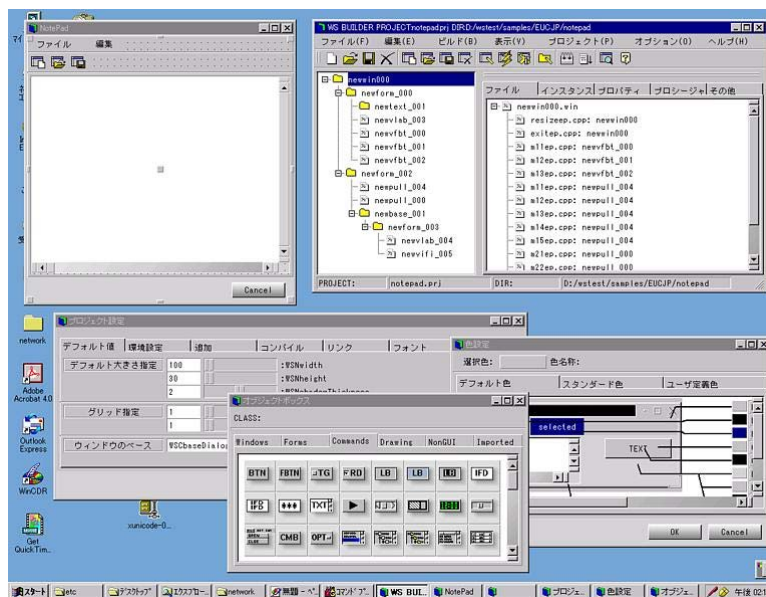 NotePad
ファイル 編集
Cancel
WS BUILDER PROJECTnotepad.prj DIRD:/wstest/samples/EUCJP/notepad
ファイル(F) 編集(E) ビルド(B) 表示(V) プロジェクト(P) オプション(O) ヘルプ(H)
newwin000
newform_000
newtext_001
newvlab_003
newvfbt_000
newvfbt_001
newvfbt_002
newform_002
newpull_004
newpull_000
newbase_001
newform_003
newvlab_004
newvifi_005
ファイル インスタンス プロパティ プロシージャ その他
newwin000.win
resizeep.cpp: newwin000
exitep.cpp: newwin000
m11ep.cpp: newvfbt_000
m12ep.cpp: newvfbt_001
m13ep.cpp: newvfbt_002
m11ep.cpp: newpull_004
m12ep.cpp: newpull_004
m13ep.cpp: newpull_004
m14ep.cpp: newpull_004
m15ep.cpp: newpull_004
m21ep.cpp: newpull_000
m22ep.cpp: newpull_000
PROJECT: notepad.prj DIR: D:/wstest/samples/EUCJP/notepad
network
Adobe
Acrobat 4.0
Outlook
Express
WinCDR
Get
QuickTim...
プロジェクト設定
デフォルト値 環境設定 追加 コンパイル リンク フォント
デフォルト大きさ指定 100 :WSNwidth
30 :WSNheight
2
グリッド指定 1
1
ウィンドウのベース WSCbaseDialog
色設定
選択色: 色名称:
デフォルト色 スタンダード色 ユーザ定義色
selected
TEXT
OK Cancel
オブジェクトボックス
CLASS:
Windows Forms Commands Drawing NonGUI Imported
BTN FBTN TG RD LB LB IFD
TXT
CMB OPT
スタート etc デスクトップ エクスプロー... network 無題 - ペ... コマンド プ... WS BUI... NotePad プロジェ... 色設定 オブジェ... 午後 02:1